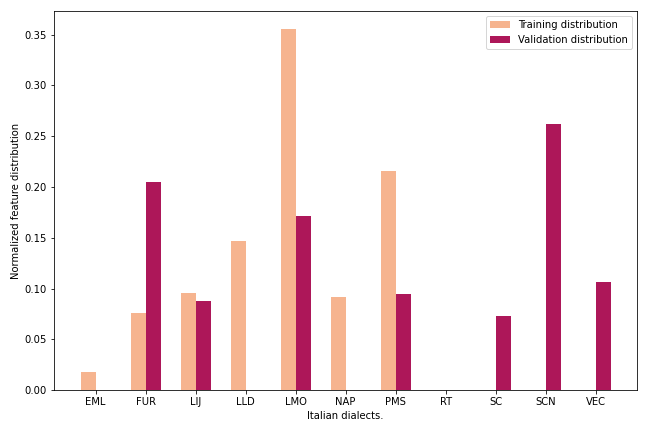 Training distribution
Validation distribution
0.35
0.30
0.25
0.20
0.15
0.10
0.05
0.00
Normalized feature distribution
EML FUR LIJ LLD LMO NAP PMS RT SC SCN VEC
Italian dialects.